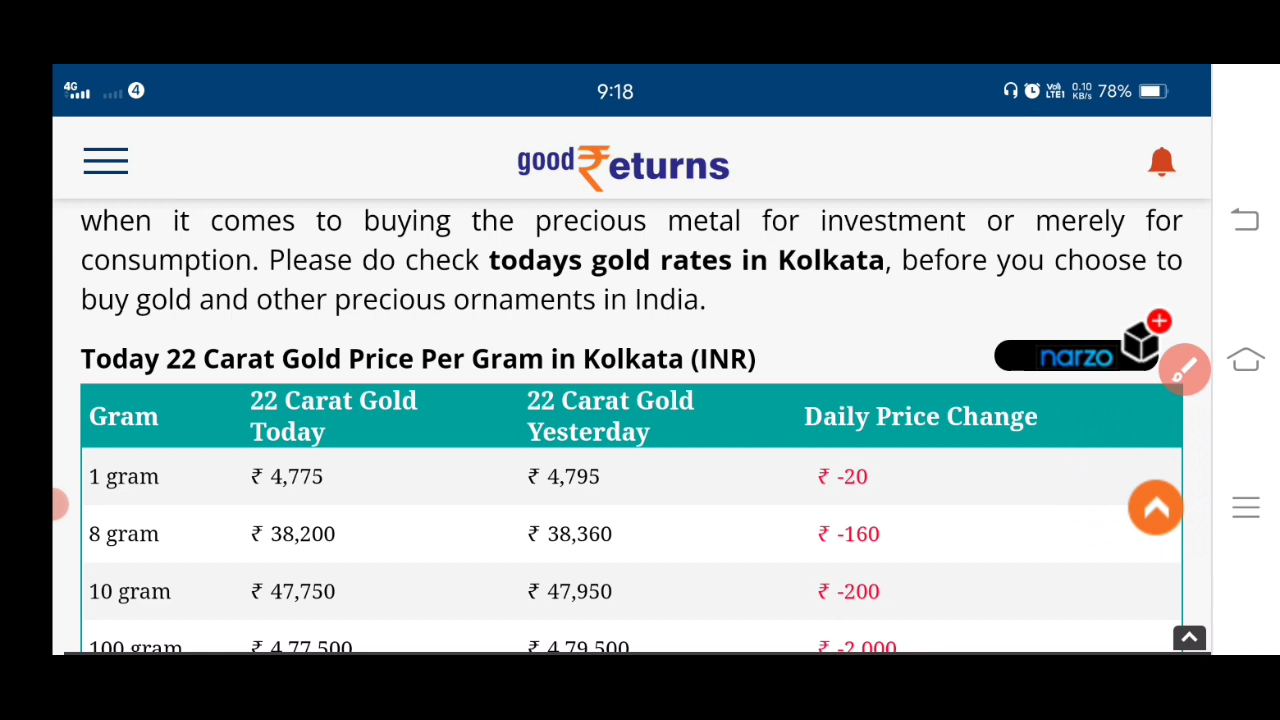 4G 4 9:18 Vo) LTE1 0.10 KB/s 78%
good₹eturns
when it comes to buying the precious metal for investment or merely for
consumption. Please do check todays gold rates in Kolkata, before you choose to
buy gold and other precious ornaments in India.
Today 22 Carat Gold Price Per Gram in Kolkata (INR)
narzo
Gram 22 Carat Gold Today 22 Carat Gold Yesterday Daily Price Change
1 gram ₹ 4,775 ₹ 4,795 ₹ -20
8 gram ₹ 38,200 ₹ 38,360 ₹ -160
10 gram ₹ 47,750 ₹ 47,950 ₹ -200
100 gram ₹ 4,77,500 ₹ 4,79,500 ₹ -2,000